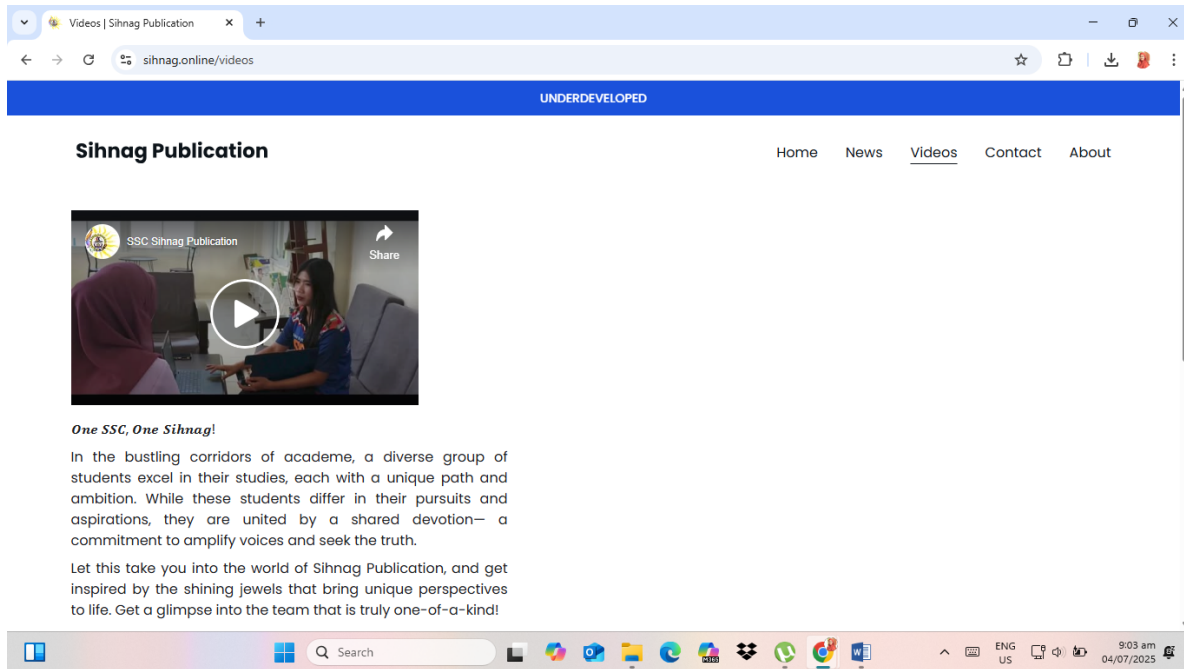 Videos | Sihnag Publication
sihnag.online/videos
UNDERDEVELOPED
Sihnag Publication
Home News Videos Contact About
SSC Sihnag Publication
Share
One SSC, One Sihnag!
In the bustling corridors of academe, a diverse group of
students excel in their studies, each with a unique path and
ambition. While these students differ in their pursuits and
aspirations, they are united by a shared devotion— a
commitment to amplify voices and seek the truth.
Let this take you into the world of Sihnag Publication, and get
inspired by the shining jewels that bring unique perspectives
to life. Get a glimpse into the team that is truly one-of-a-kind!
Search
M365
ENG
US
9:03 am
04/07/2025